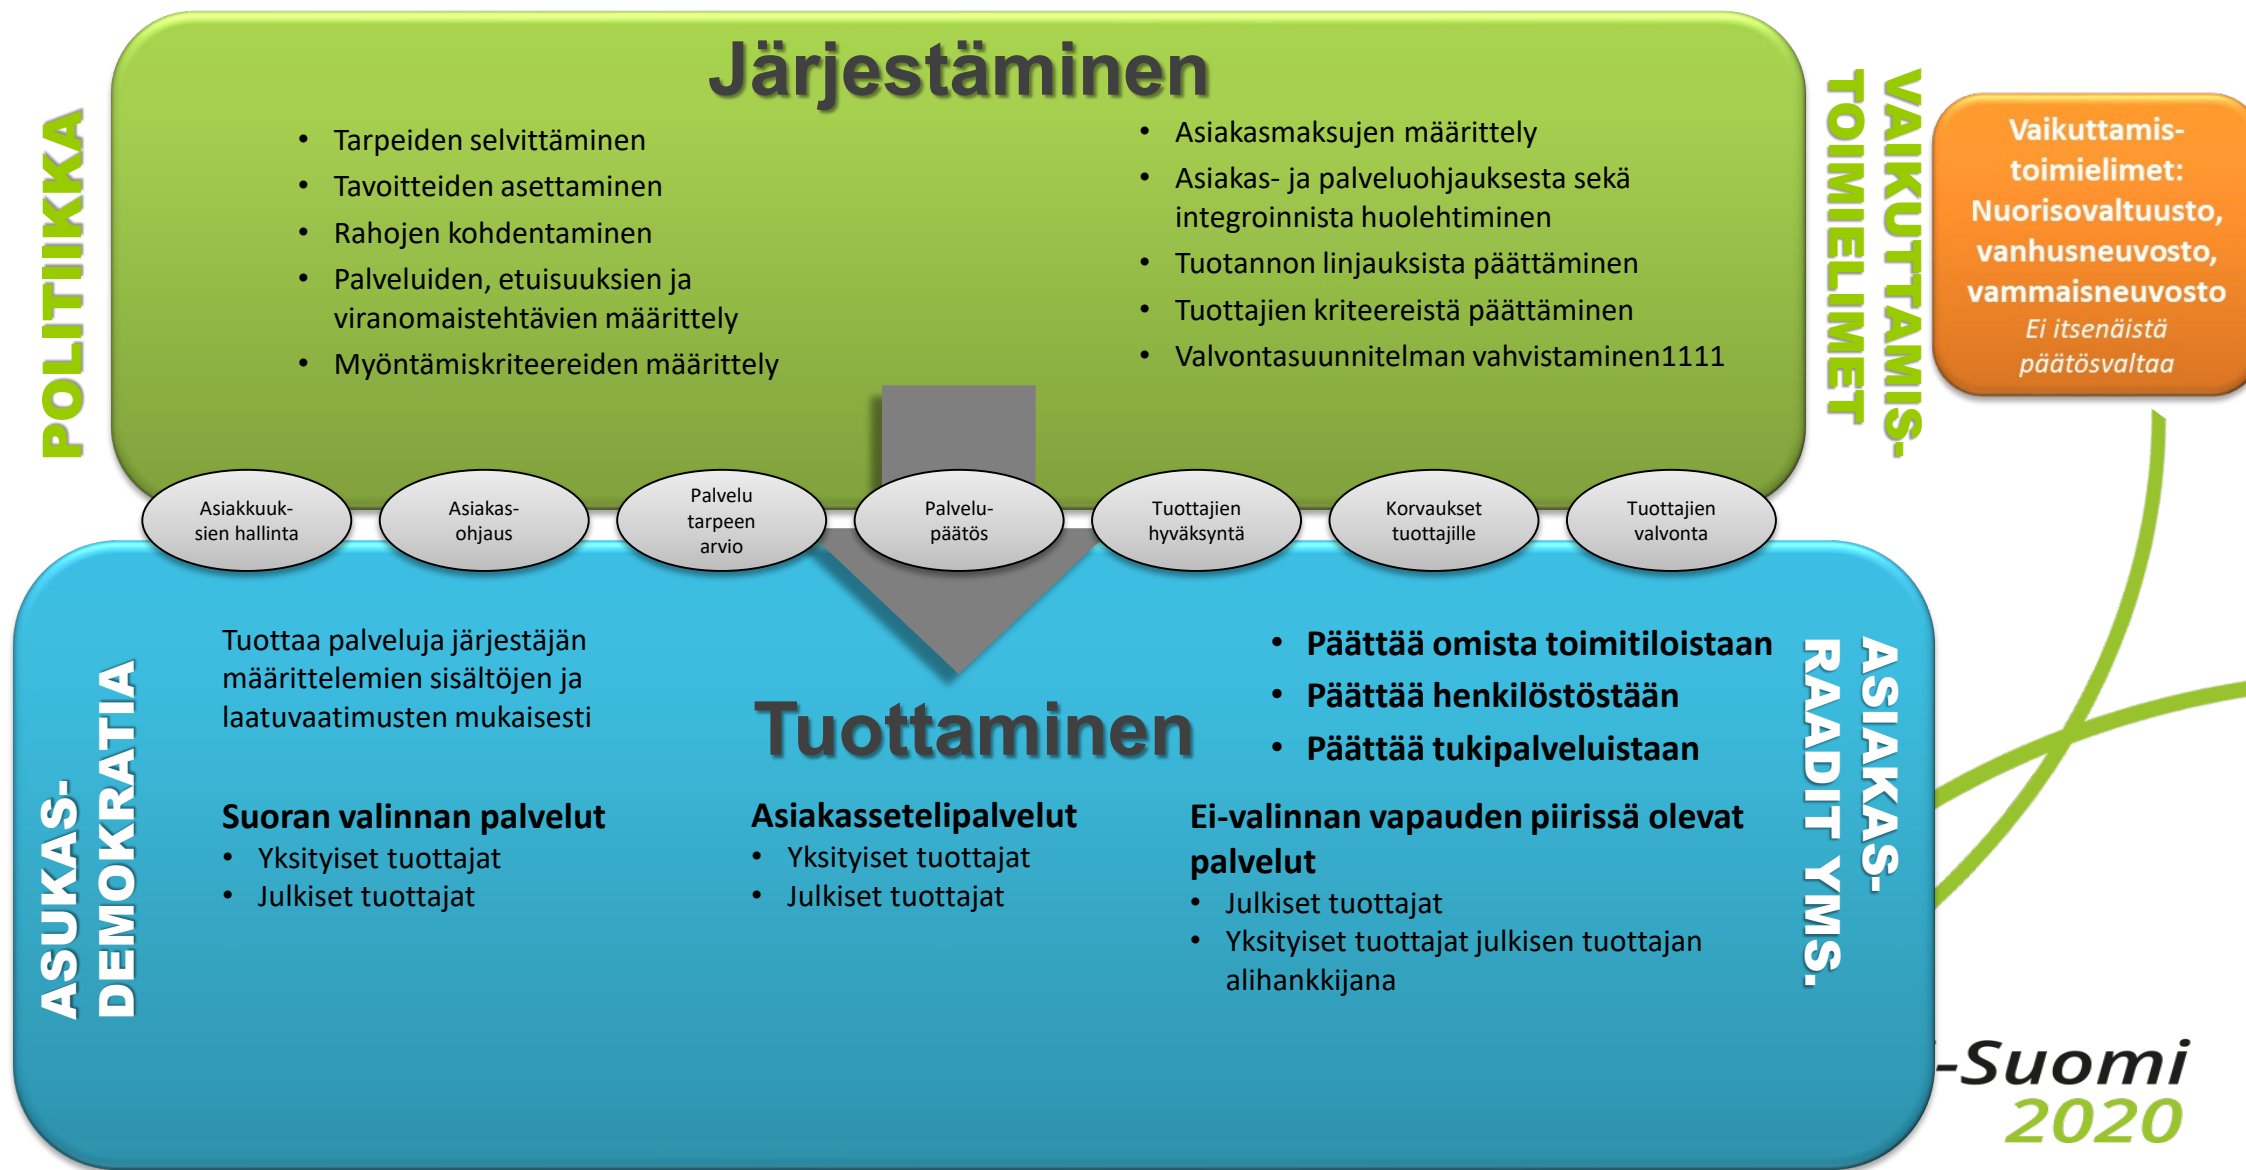 Järjestäminen
POLITIIKKA
• Tarpeiden selvittäminen
• Tavoitteiden asettaminen
• Rahojen kohdentaminen
• Palveluiden, etuisuuksien ja
viranomaistehtävien määrittely
• Myöntämiskriteereiden määrittely
• Asiakasmaksujen määrittely
• Asiakas- ja palveluohjauksesta sekä
integroinnista huolehtiminen
• Tuotannon linjauksista päättäminen
• Tuottajien kriteereistä päättäminen
• Valvontasuunnitelman vahvistaminen1111
VAIKUTTAMIS-
TOIMIELIMET
Vaikuttamis-
toimielimet:
Nuorisovaltuusto,
vanhusneuvosto,
vammaisneuvosto
Ei itsenäistä
päätösvaltaa
Asiakkuuk-
sien hallinta
Asiakas-
ohjaus
Palvelu
tarpeen
arvio
Palvelu-
päätös
Tuottajien
hyväksyntä
Korvaukset
tuottajille
Tuottajien
valvonta
ASUKAS-
DEMOKRATIA
Tuottaa palveluja järjestäjän
määrittelemien sisältöjen ja
laatuvaatimusten mukaisesti
Tuottaminen
• Päättää omista toimitiloistaan
• Päättää henkilöstöstään
• Päättää tukipalveluistaan
ASIAKAS-
RAADIT YMS.
Suoran valinnan palvelut
• Yksityiset tuottajat
• Julkiset tuottajat
Asiakassetelipalvelut
• Yksityiset tuottajat
• Julkiset tuottajat
Ei-valinnan vapauden piirissä olevat
palvelut
• Julkiset tuottajat
• Yksityiset tuottajat julkisen tuottajan
alihankkijana
-Suomi
2020